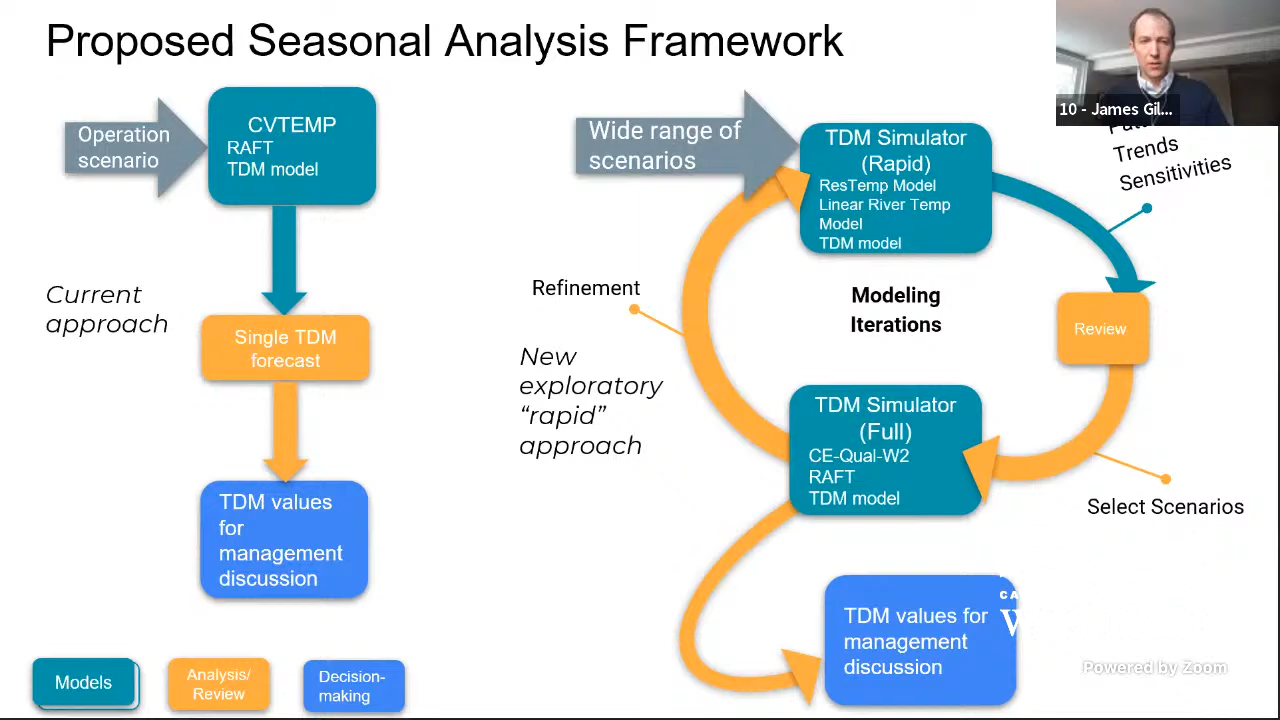 Proposed Seasonal Analysis Framework
10 - James Gil...
Operation
scenario
CVTEMP
RAFT
TDM model
Current
approach
Single TDM
forecast
TDM values
for
management
discussion
Models
Analysis/
Review
Decision-
making
Wide range of
scenarios
TDM Simulator
(Rapid)
ResTemp Model
Linear River Temp
Model
TDM model
Trends
Sensitivities
Refinement
Modeling
Iterations
Review
New
exploratory
“rapid”
approach
TDM Simulator
(Full)
CE-Qual-W2
RAFT
TDM model
Select Scenarios
TDM values for
management
discussion
CA
W
Powered by Zoom